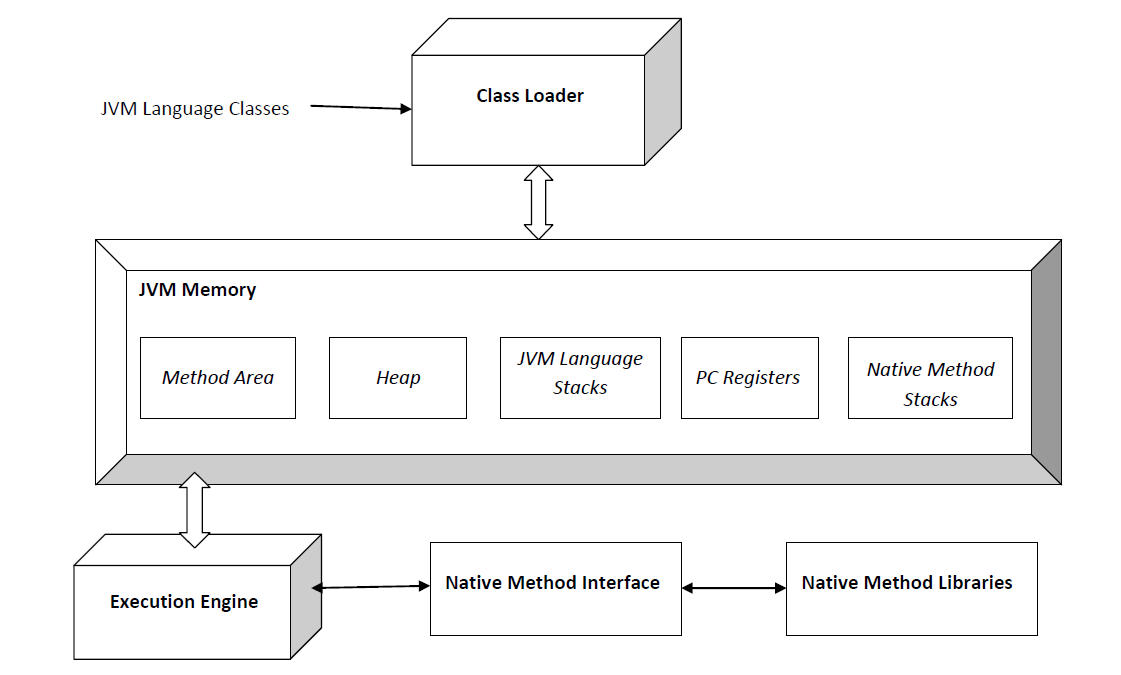 Class Loader
JVM Language Classes
JVM Memory
Method Area
Heap
JVM Language
Stacks
PC Registers
Native Method
Stacks
Execution Engine
Native Method Interface
Native Method Libraries